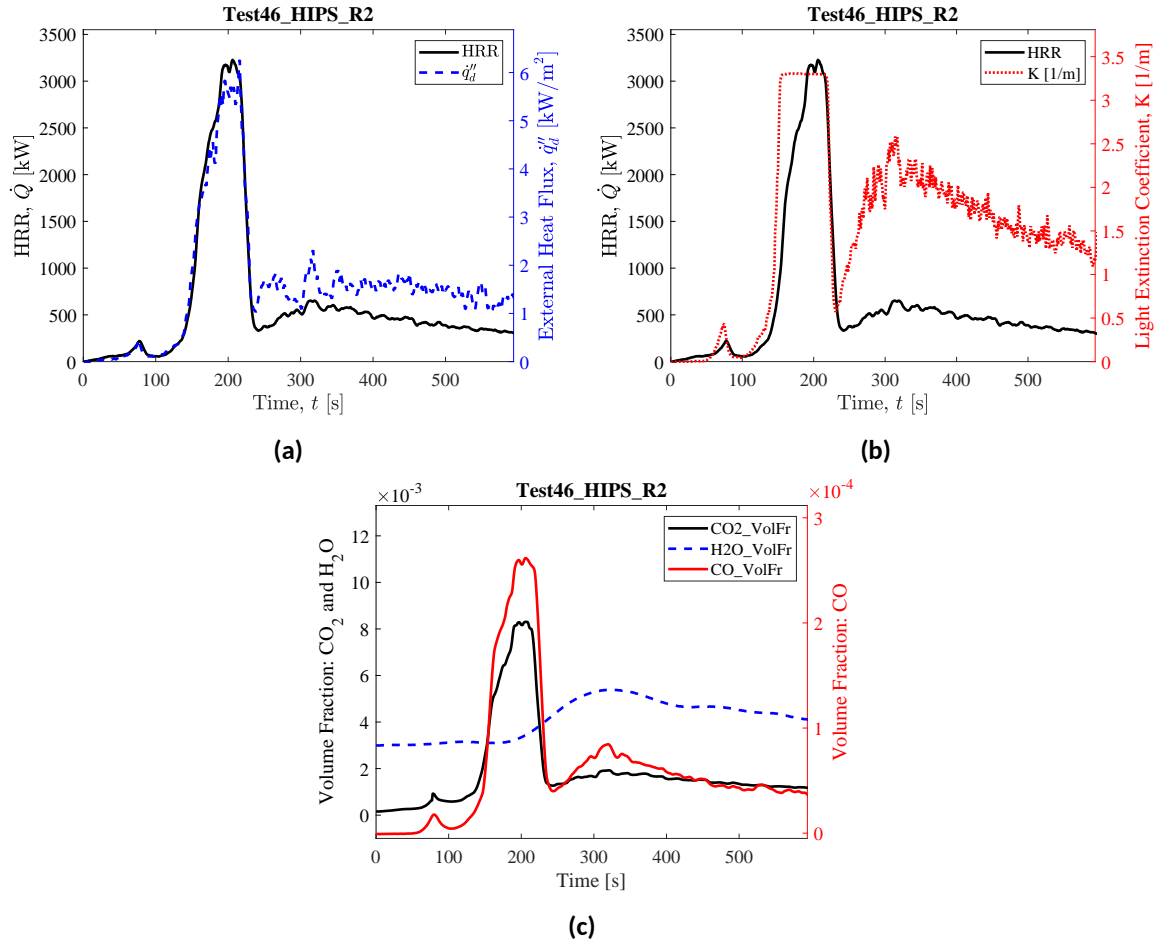 Test46_HIPS_R2
HRR
q̇″_d
HRR, Q̇ [kW]
0
500
1000
1500
2000
2500
3000
3500
External Heat Flux, q̇″_d [kW/m²]
0
1
2
3
4
5
6
0 100 200 300 400 500
Time, t [s]
(a)
Test46_HIPS_R2
HRR
K [1/m]
HRR, Q̇ [kW]
0
500
1000
1500
2000
2500
3000
3500
Light Extinction Coefficient, K [1/m]
0
0.5
1
1.5
2
2.5
3
3.5
0 100 200 300 400 500
Time, t [s]
(b)
×10⁻³
Test46_HIPS_R2
×10⁻⁴
CO2_VolFr
H2O_VolFr
CO_VolFr
Volume Fraction: CO₂ and H₂O
0
2
4
6
8
10
12
Volume Fraction: CO
0
1
2
3
0 100 200 300 400 500
Time [s]
(c)